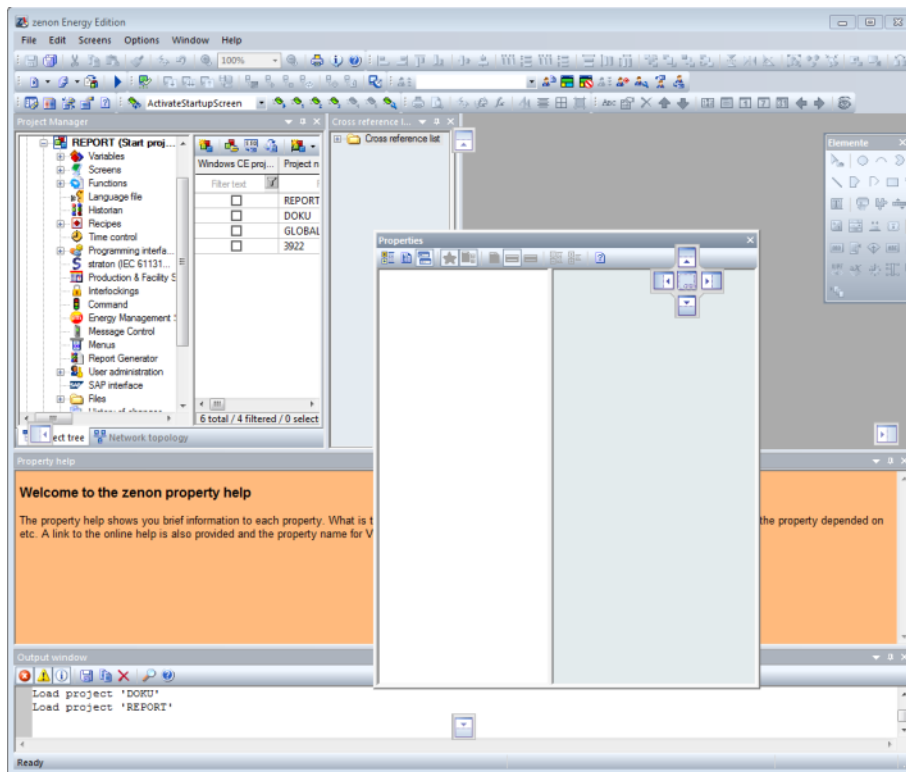 zenon Energy Edition
File Edit Screens Options Window Help
100%
ActivateStartupScreen
Project Manager
REPORT (Start proj...
Variables
Screens
Functions
Language file
Historian
Recipes
Time control
Programming interfa...
straton (IEC 61131...
Production & Facility S
Interlockings
Command
Energy Management
Message Control
Menus
Report Generator
User administration
SAP interface
Files
Windows CE proj... Project n
Filter text
REPORT
DOKU
GLOBAL
3922
6 total / 4 filtered / 0 select
ect tree Network topology
Cross reference l...
Cross reference list
Elemente
Properties
Property help
Welcome to the zenon property help
The property help shows you brief information to each property. What is t the property depended on
etc. A link to the online help is also provided and the property name for V
Output window
Load project 'DOKU'
Load project 'REPORT'
Ready